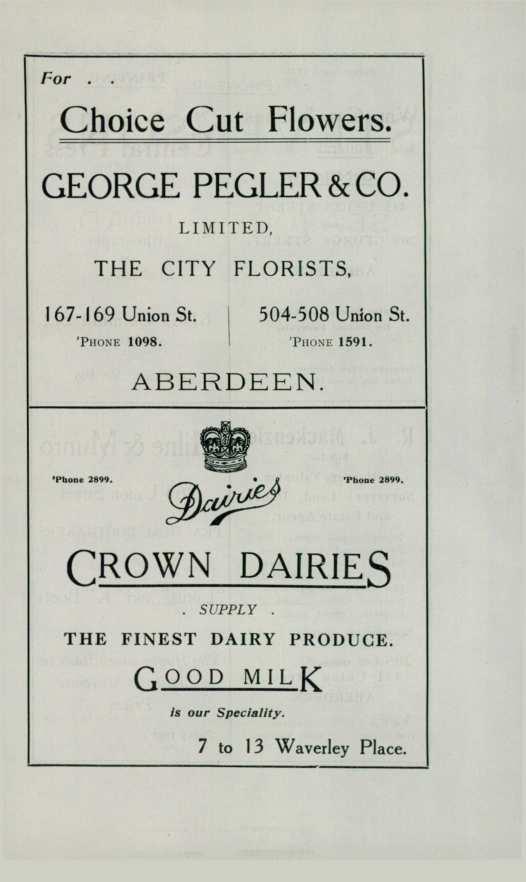 For . .
Choice Cut Flowers.
GEORGE PEGLER & CO.
LIMITED,
THE CITY FLORISTS,
167-169 Union St. 504-508 Union St.
'PHONE 1098. 'PHONE 1591.
ABERDEEN.
'Phone 2899. 'Phone 2899.
Dairies
CROWN DAIRIES
. SUPPLY .
THE FINEST DAIRY PRODUCE.
GOOD MILK
is our Speciality.
7 to 13 Waverley Place.